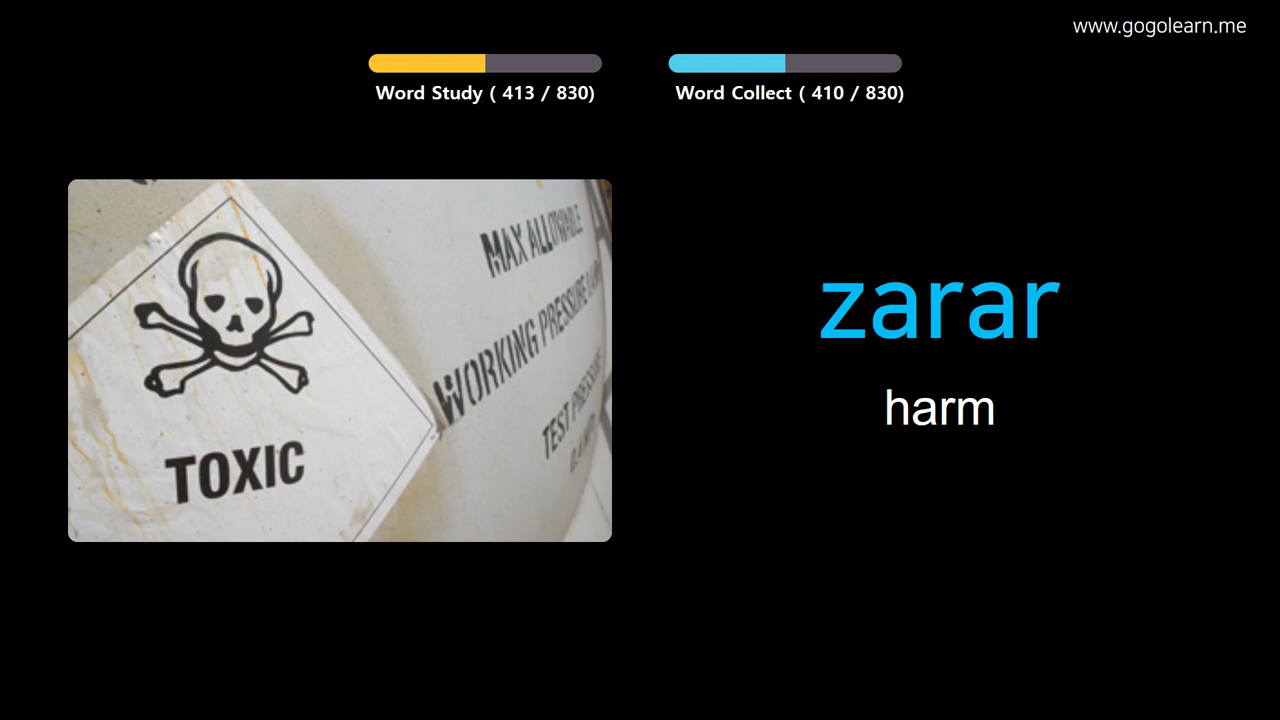 www.gogolearn.me
Word Study ( 413 / 830)
Word Collect ( 410 / 830)
MAX ALLOWABLE
WORKING PRESSURE
TEST PRESSURE
TOXIC
zarar
harm